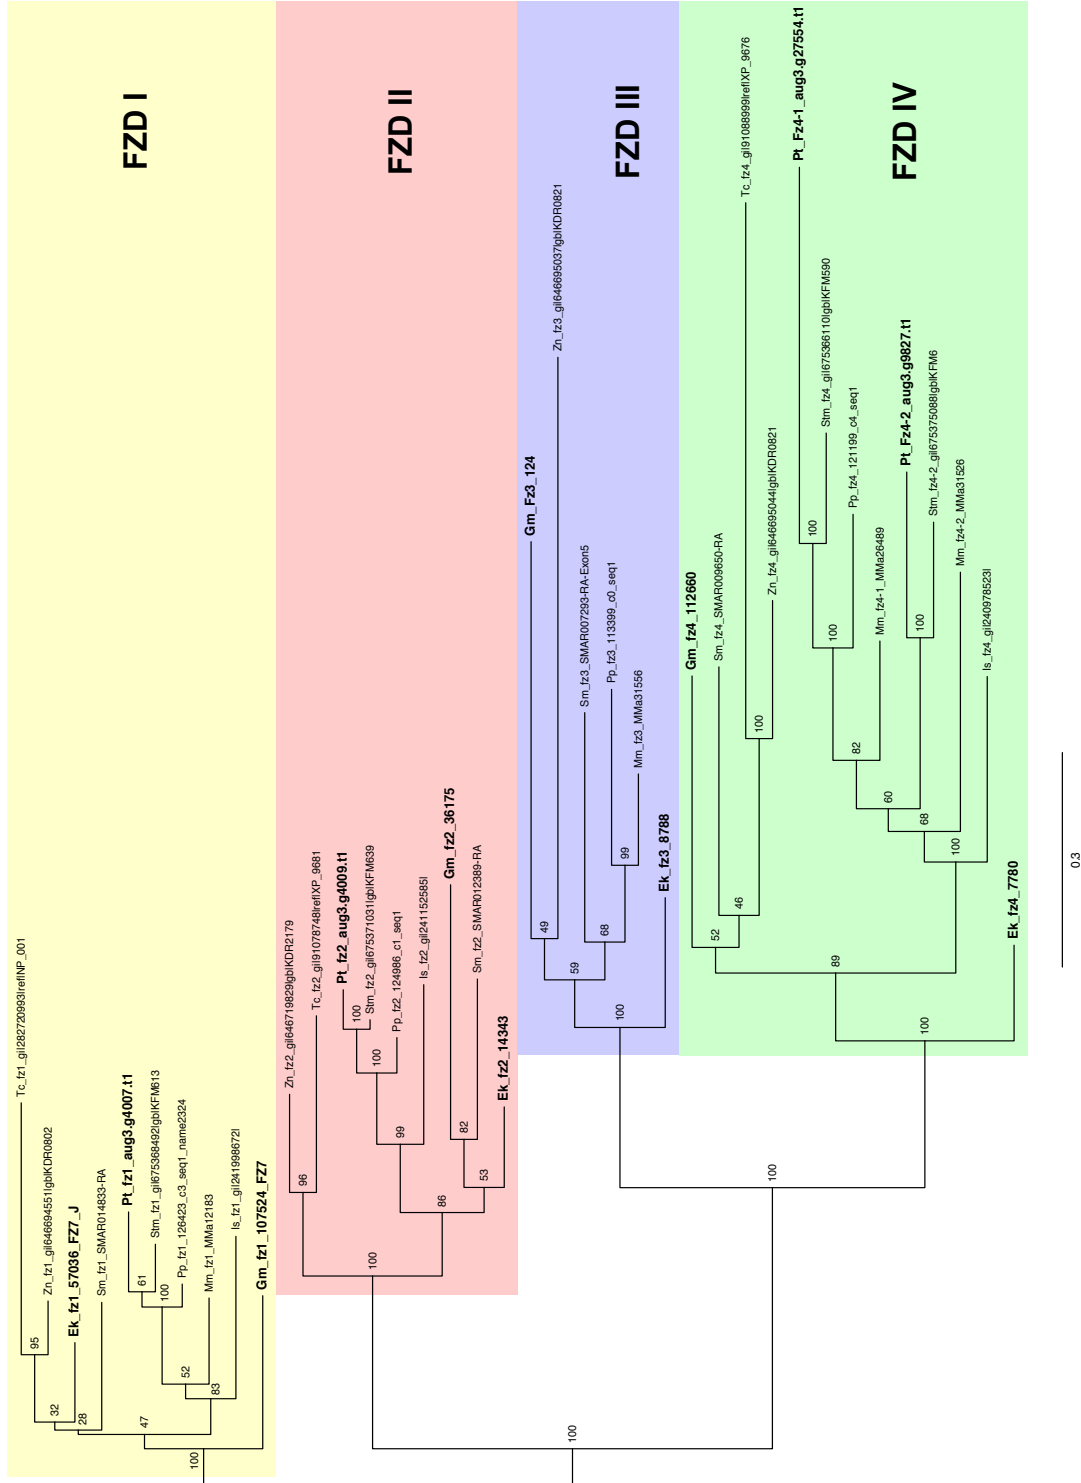 FZD I
Tc_fz1_gi|282720993|ref|NP_001
Zn_fz1_gi|646694551|gb|KDR0802
Ek_fz1_57036_FZ7_J
Sm_fz1_SMAR014833-RA
Pt_fz1_aug3.g4007.t1
Stm_fz1_gi|675368492|gb|KFM613
Pp_fz1_126423_c3_seq1_name2324
Mm_fz1_MMa12183
Is_fz1_gi|241998672|
Gm_fz1_107524_FZ7
95
32
28
61
100
52
83
47
100
FZD II
Zn_fz2_gi|646719829|gb|KDR2179
Tc_fz2_gi|91078748|ref|XP_9681
Pt_fz2_aug3.g4009.t1
Stm_fz2_gi|675371031|gb|KFM639
Pp_fz2_124986_c1_seq1
Is_fz2_gi|241152585|
Gm_fz2_36175
Sm_fz2_SMAR012389-RA
Ek_fz2_14343
96
100
100
99
82
53
86
100
FZD III
Gm_Fz3_124
Zn_fz3_gi|646695037|gb|KDR0821
Sm_fz3_SMAR007293-RA-Exon5
Pp_fz3_113399_c0_seq1
Mm_fz3_MMa31556
Ek_fz3_8788
49
99
68
59
100
FZD IV
Gm_fz4_112660
Sm_fz4_SMAR009650-RA
Tc_fz4_gi|91088999|ref|XP_9676
Zn_fz4_gi|646695044|gb|KDR0821
Pt_Fz4-1_aug3.g27554.t1
Stm_fz4_gi|675366110|gb|KFM590
Pp_fz4_121199_c4_seq1
Mm_fz4-1_MMa26489
Pt_Fz4-2_aug3.g9827.t1
Stm_fz4-2_gi|675375088|gb|KFM6
Mm_fz4-2_MMa31526
Is_fz4_gi|240978523|
Ek_fz4_7780
100
46
52
100
100
82
100
60
68
100
89
100
100
100
0.3